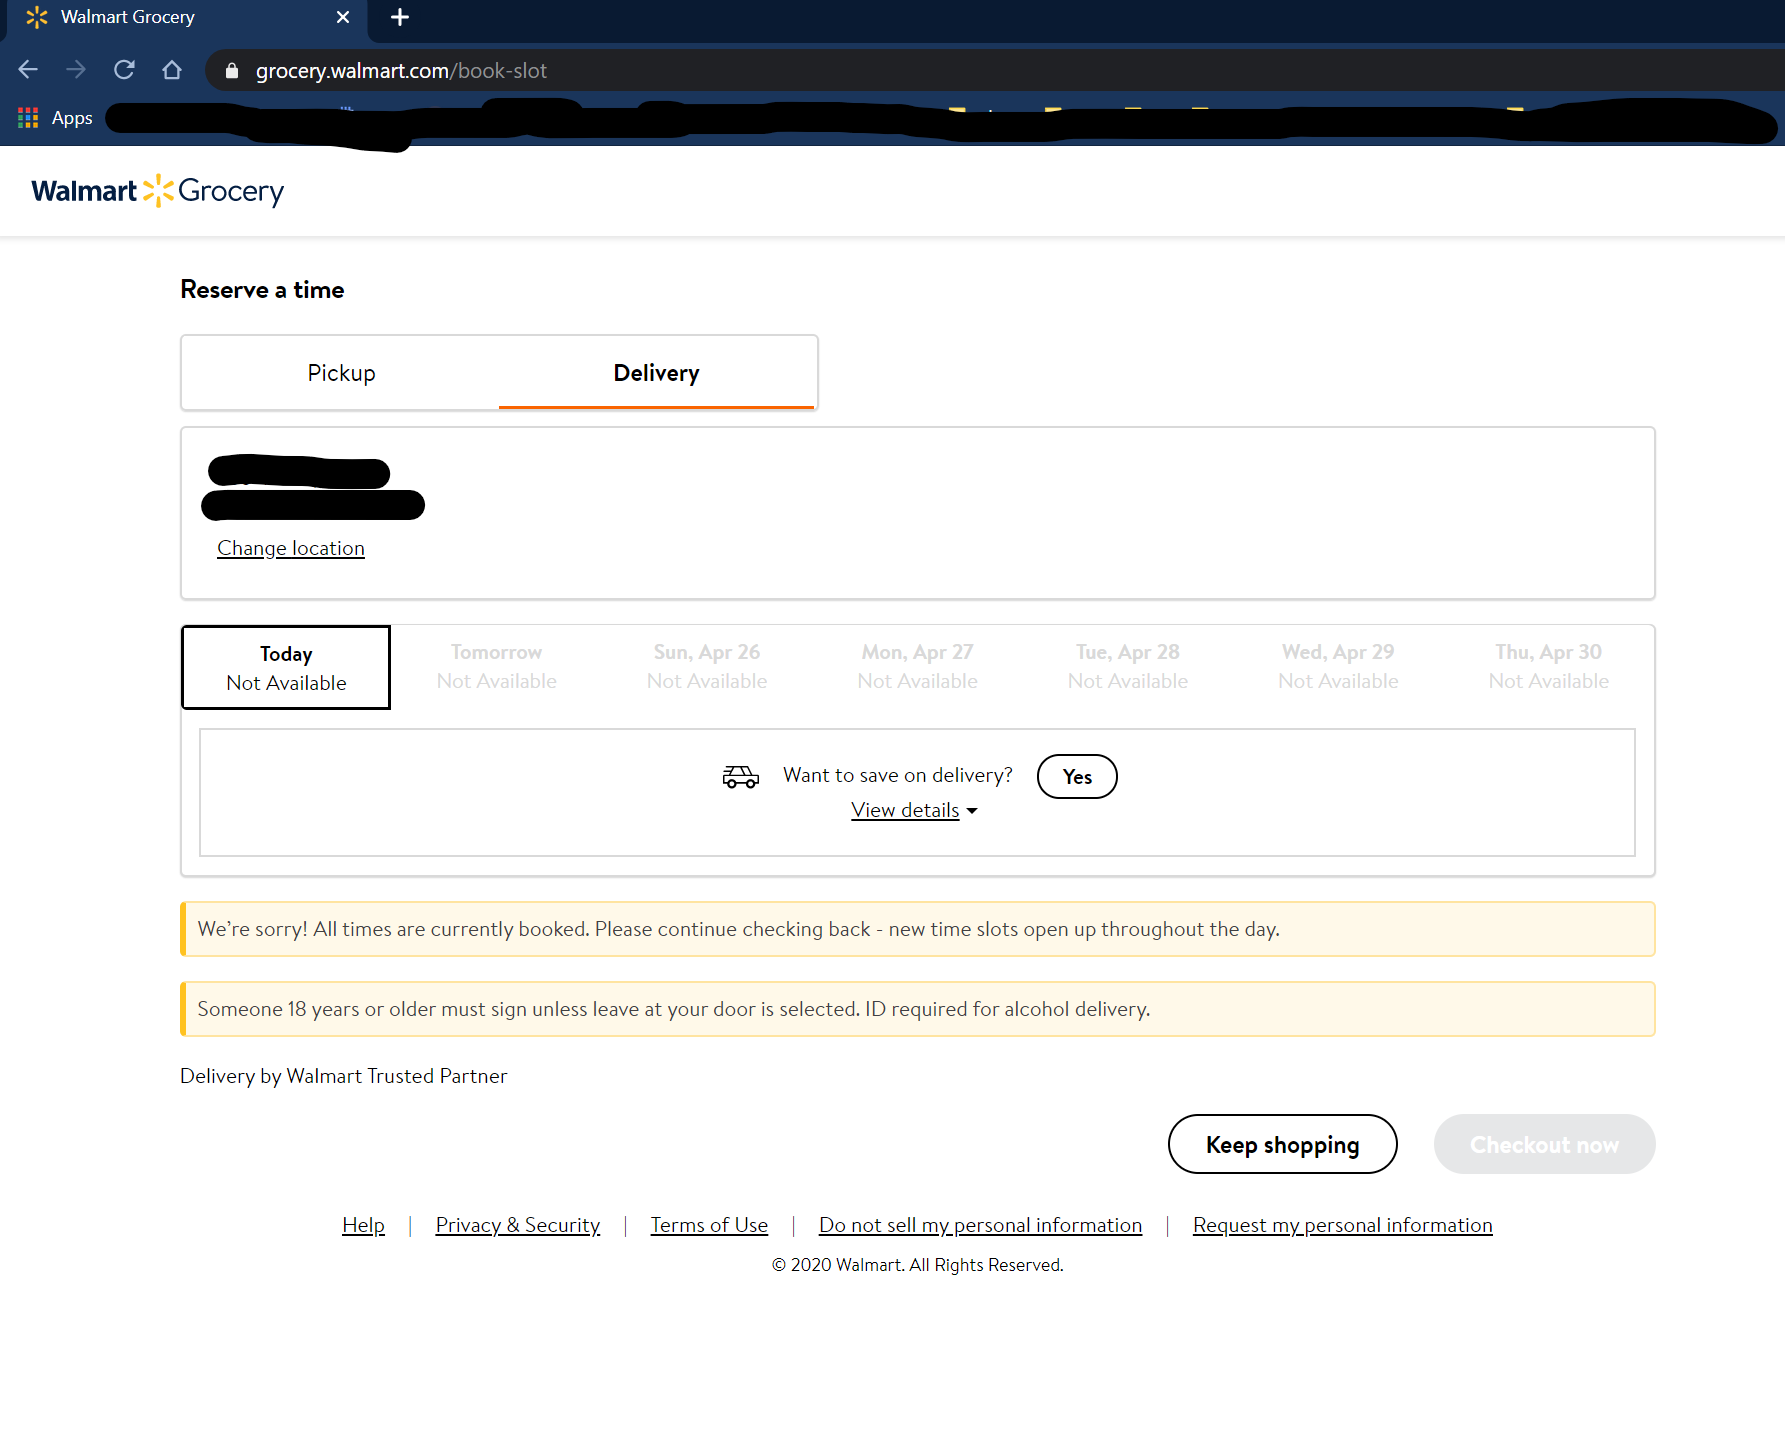 Walmart Grocery
grocery.walmart.com/book-slot
Apps
Walmart Grocery
Reserve a time
Pickup Delivery
Change location
Today Tomorrow Sun, Apr 26 Mon, Apr 27 Tue, Apr 28 Wed, Apr 29 Thu, Apr 30
Not Available Not Available Not Available Not Available Not Available Not Available Not Available
Want to save on delivery? Yes
View details
We're sorry! All times are currently booked. Please continue checking back - new time slots open up throughout the day.
Someone 18 years or older must sign unless leave at your door is selected. ID required for alcohol delivery.
Delivery by Walmart Trusted Partner
Keep shopping Checkout now
Help | Privacy & Security | Terms of Use | Do not sell my personal information | Request my personal information
© 2020 Walmart. All Rights Reserved.